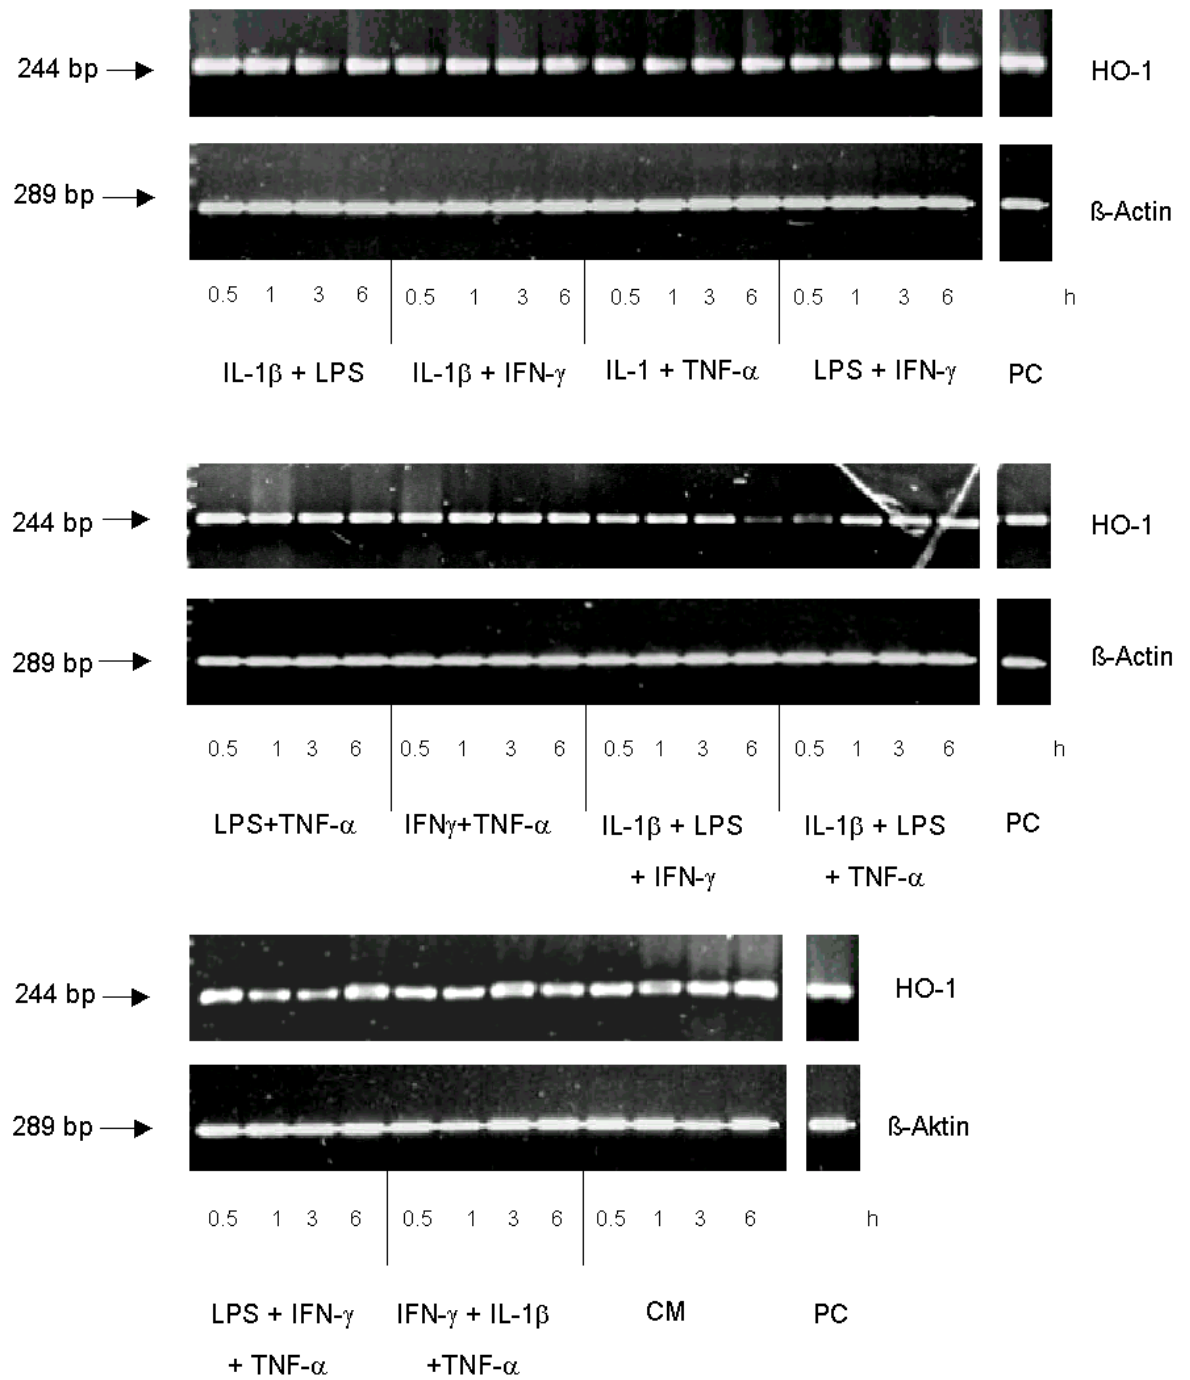 244 bp HO-1
289 bp ß-Actin
0.5 1 3 6 0.5 1 3 6 0.5 1 3 6 0.5 1 3 6 h
IL-1β + LPS IL-1β + IFN-γ IL-1 + TNF-α LPS + IFN-γ PC
244 bp HO-1
289 bp ß-Actin
0.5 1 3 6 0.5 1 3 6 0.5 1 3 6 0.5 1 3 6 h
LPS+TNF-α IFNγ+TNF-α IL-1β + LPS IL-1β + LPS PC
+ IFN-γ + TNF-α
244 bp HO-1
289 bp ß-Aktin
0.5 1 3 6 0.5 1 3 6 0.5 1 3 6 h
LPS + IFN-γ IFN-γ + IL-1β CM PC
+ TNF-α +TNF-α